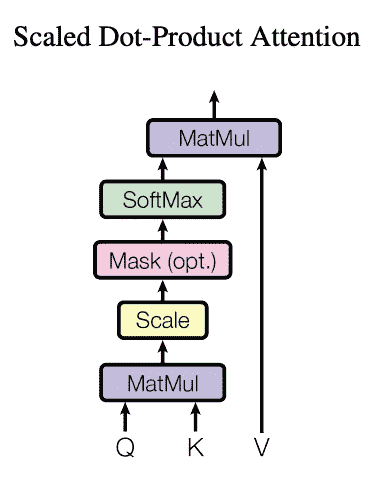 Scaled Dot-Product Attention
MatMul
SoftMax
Mask (opt.)
Scale
MatMul
Q K V